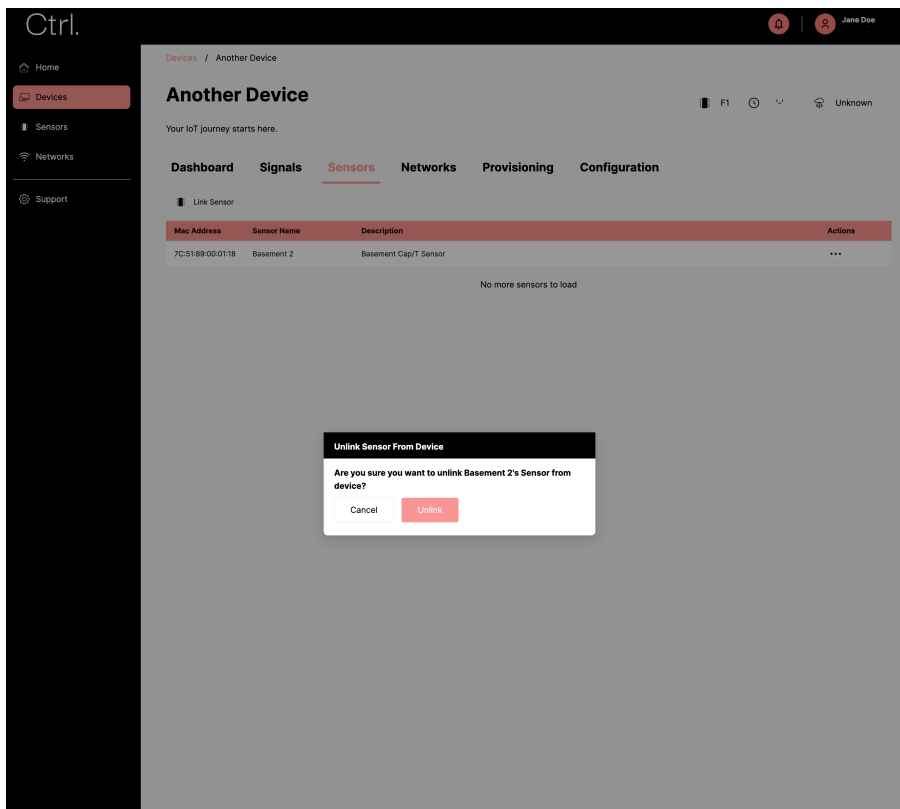 Ctrl.
Jane Doe
Home
Devices
Sensors
Networks
Support
Devices / Another Device
Another Device
F1 '-' Unknown
Your IoT journey starts here.
Dashboard Signals Sensors Networks Provisioning Configuration
Link Sensor
Mac Address Sensor Name Description Actions
7C:51:89:00:01:18 Basement 2 Basement Cap/T Sensor ...
No more sensors to load
Unlink Sensor From Device
Are you sure you want to unlink Basement 2's Sensor from
device?
Cancel Unlink